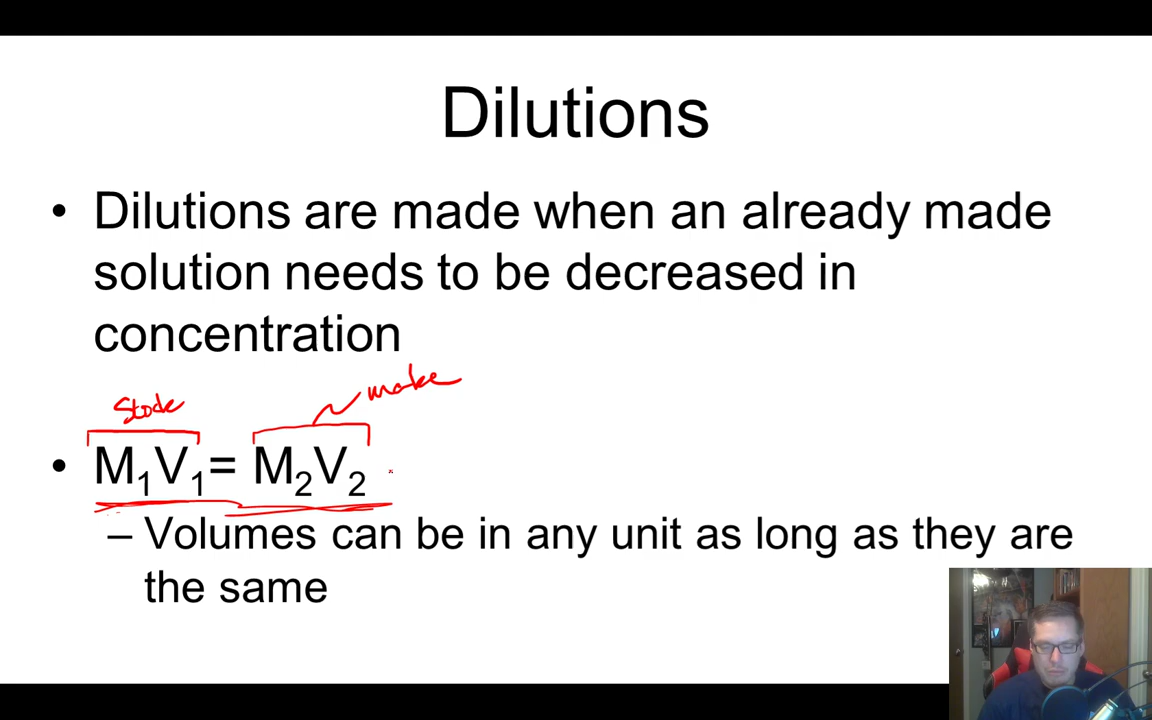 Dilutions
• Dilutions are made when an already made
solution needs to be decreased in
concentration
Stock
make
• M₁V₁= M₂V₂
– Volumes can be in any unit as long as they are
the same